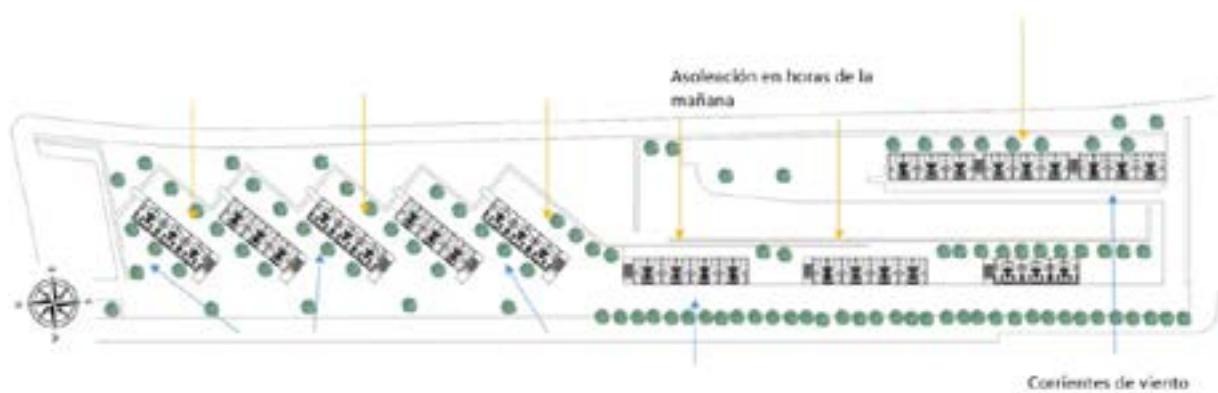 Asoleación en horas de la
mañana
Corrientes de viento